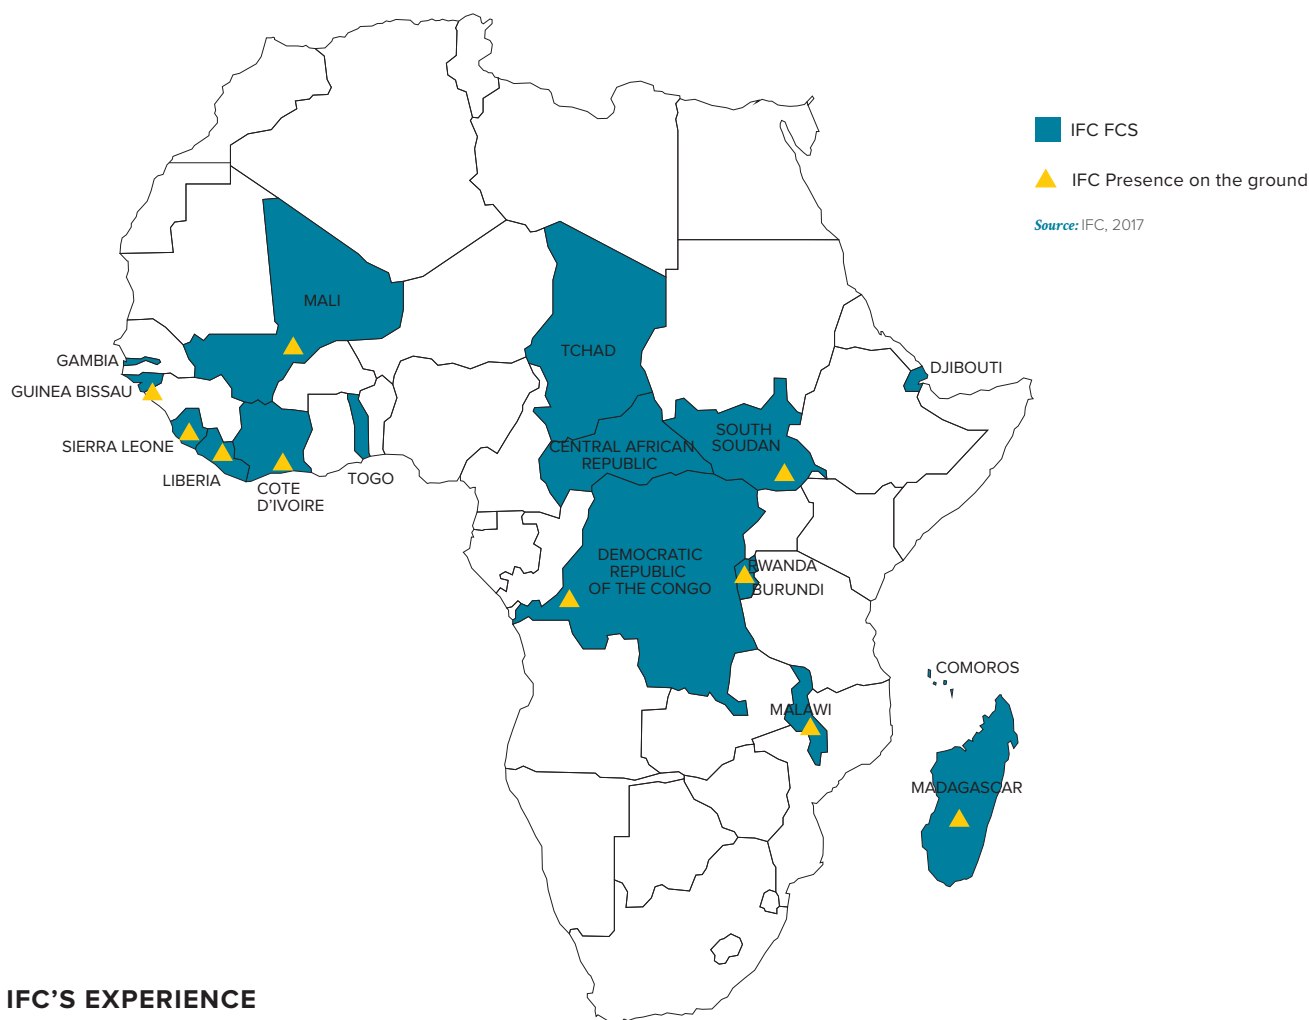 IFC FCS
IFC Presence on the ground
Source: IFC, 2017
MALI
TCHAD
GAMBIA
DJIBOUTI
GUINEA BISSAU
SOUTH
SOUDAN
SIERRA LEONE
CENTRAL AFRICAN
REPUBLIC
LIBERIA
TOGO
COTE
D’IVOIRE
DEMOCRATIC
REPUBLIC
OF THE CONGO
RWANDA
BURUNDI
COMOROS
MALAWI
MADAGASCAR
IFC’S EXPERIENCE